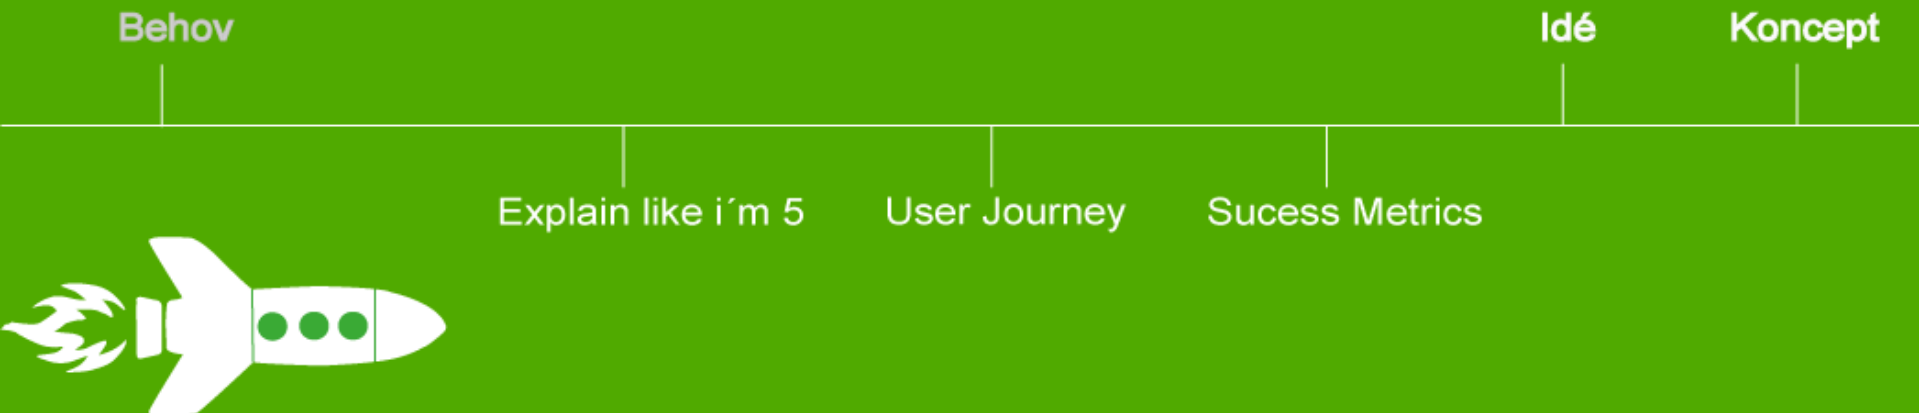 Behov
Idé
Koncept
Explain like i´m 5
User Journey
Sucess Metrics